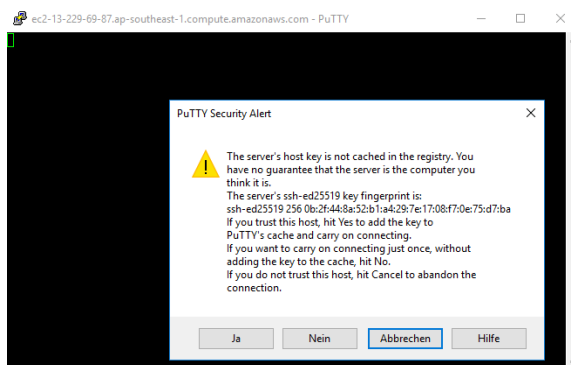 ec2-13-229-69-87.ap-southeast-1.compute.amazonaws.com - PuTTY
PuTTY Security Alert
The server's host key is not cached in the registry. You
have no guarantee that the server is the computer you
think it is.
The server's ssh-ed25519 key fingerprint is:
ssh-ed25519 256 0b:2f:44:8a:52:b1:a4:29:7e:17:08:f7:0e:75:d7:ba
If you trust this host, hit Yes to add the key to
PuTTY's cache and carry on connecting.
If you want to carry on connecting just once, without
adding the key to the cache, hit No.
If you do not trust this host, hit Cancel to abandon the
connection.
Ja Nein Abbrechen Hilfe